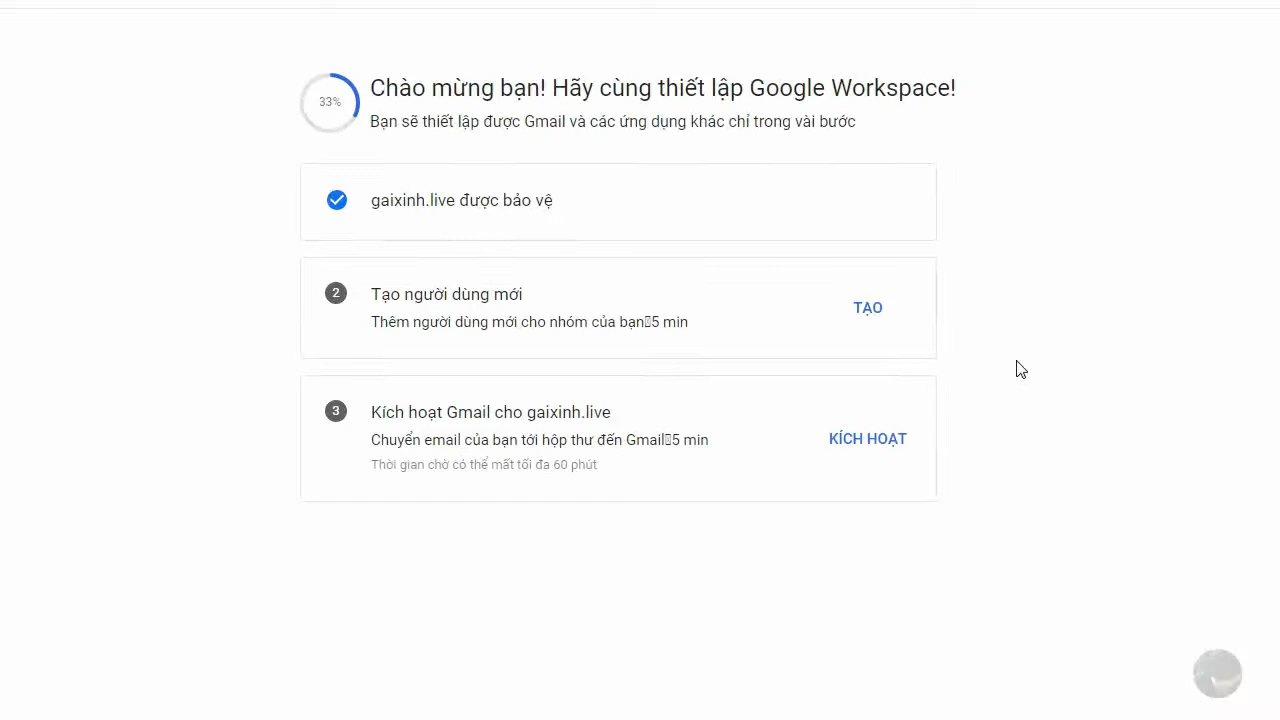 33%
Chào mừng bạn! Hãy cùng thiết lập Google Workspace!
Bạn sẽ thiết lập được Gmail và các ứng dụng khác chỉ trong vài bước
gaixinh.live được bảo vệ
2
Tạo người dùng mới
TẠO
Thêm người dùng mới cho nhóm của bạn▯5 min
3
Kích hoạt Gmail cho gaixinh.live
Chuyển email của bạn tới hộp thư đến Gmail▯5 min
KÍCH HOẠT
Thời gian chờ có thể mất tối đa 60 phút